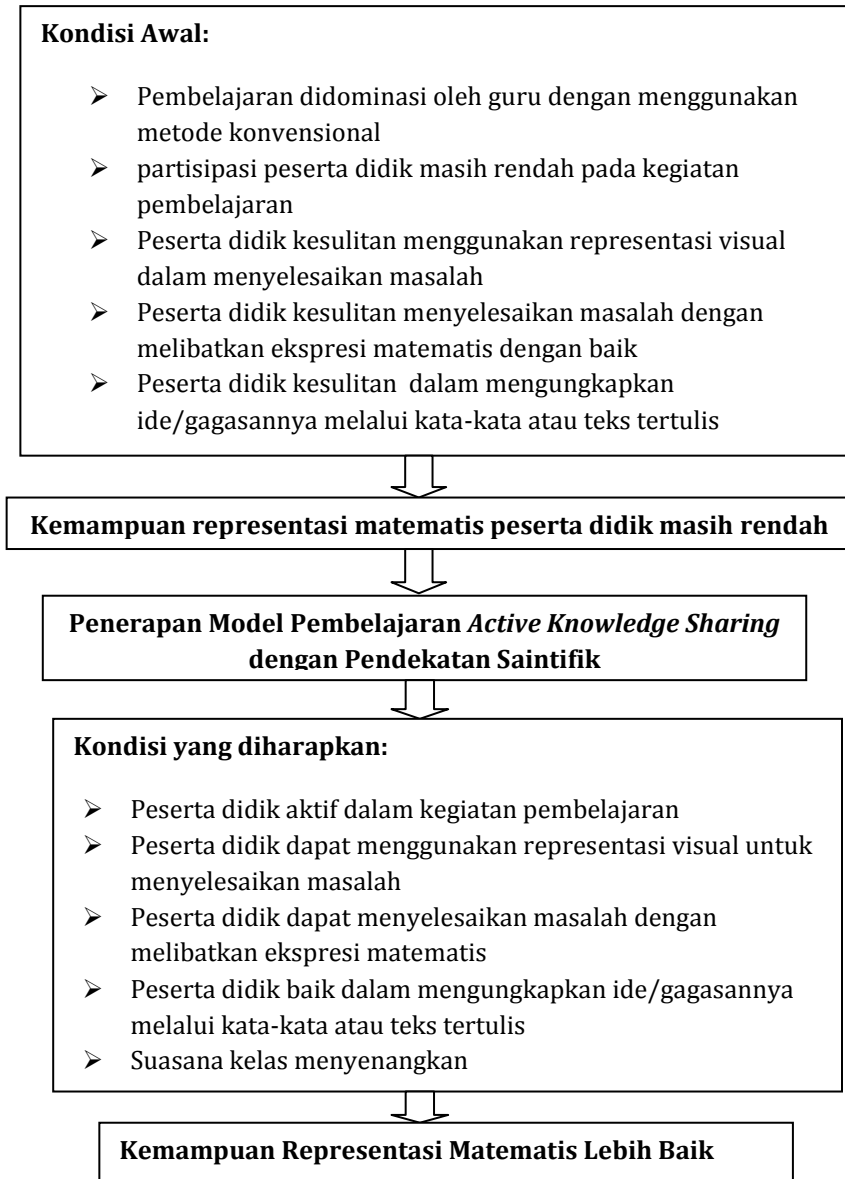 Kondisi Awal:
➢ Pembelajaran didominasi oleh guru dengan menggunakan
metode konvensional
➢ partisipasi peserta didik masih rendah pada kegiatan
pembelajaran
➢ Peserta didik kesulitan menggunakan representasi visual
dalam menyelesaikan masalah
➢ Peserta didik kesulitan menyelesaikan masalah dengan
melibatkan ekspresi matematis dengan baik
➢ Peserta didik kesulitan dalam mengungkapkan
ide/gagasannya melalui kata-kata atau teks tertulis
Kemampuan representasi matematis peserta didik masih rendah
Penerapan Model Pembelajaran Active Knowledge Sharing
dengan Pendekatan Saintifik
Kondisi yang diharapkan:
➢ Peserta didik aktif dalam kegiatan pembelajaran
➢ Peserta didik dapat menggunakan representasi visual untuk
menyelesaikan masalah
➢ Peserta didik dapat menyelesaikan masalah dengan
melibatkan ekspresi matematis
➢ Peserta didik baik dalam mengungkapkan ide/gagasannya
melalui kata-kata atau teks tertulis
➢ Suasana kelas menyenangkan
Kemampuan Representasi Matematis Lebih Baik